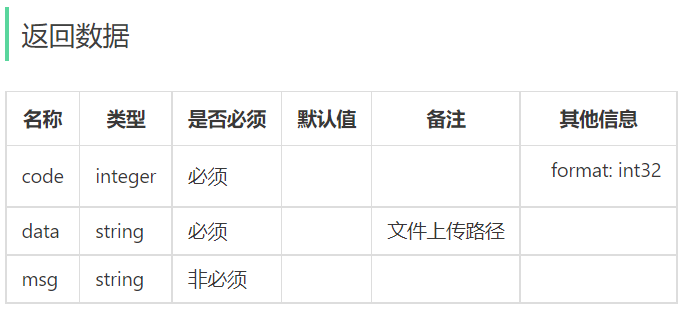 返回数据
名称 类型 是否必须 默认值 备注 其他信息
code integer 必须 format: int32
data string 必须 文件上传路径
msg string 非必须